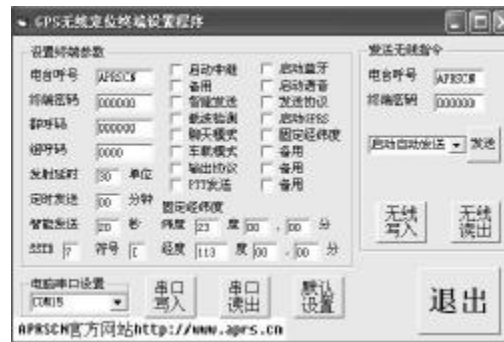 GPS无线定位终端设置程序
设置终端参数
电台呼号 APRSCN
启动中继
启动蓝牙
备用
启动语音
终端密码 000000
智能发送
发送协议
载波检测
启动GPRS
群呼码 000000
聊天模式
固定经纬度
组呼码 0000
车载模式
备用
输出协议
备用
发射延时 30 单位
PTT发送
备用
定时发送 00 分钟
固定经纬度
智能发送 20 秒
纬度 23 度 00 . 00 分
SSID 7 符号 [
经度 113 度 00 . 00 分
发送无线指令
电台呼号 APRSCN
终端密码 000000
启动自动发送 发送
无线写入
无线读出
电脑串口设置
COM15
串口写入
串口读出
默认设置
退出
APRSCN官方网站http://www.aprs.cn